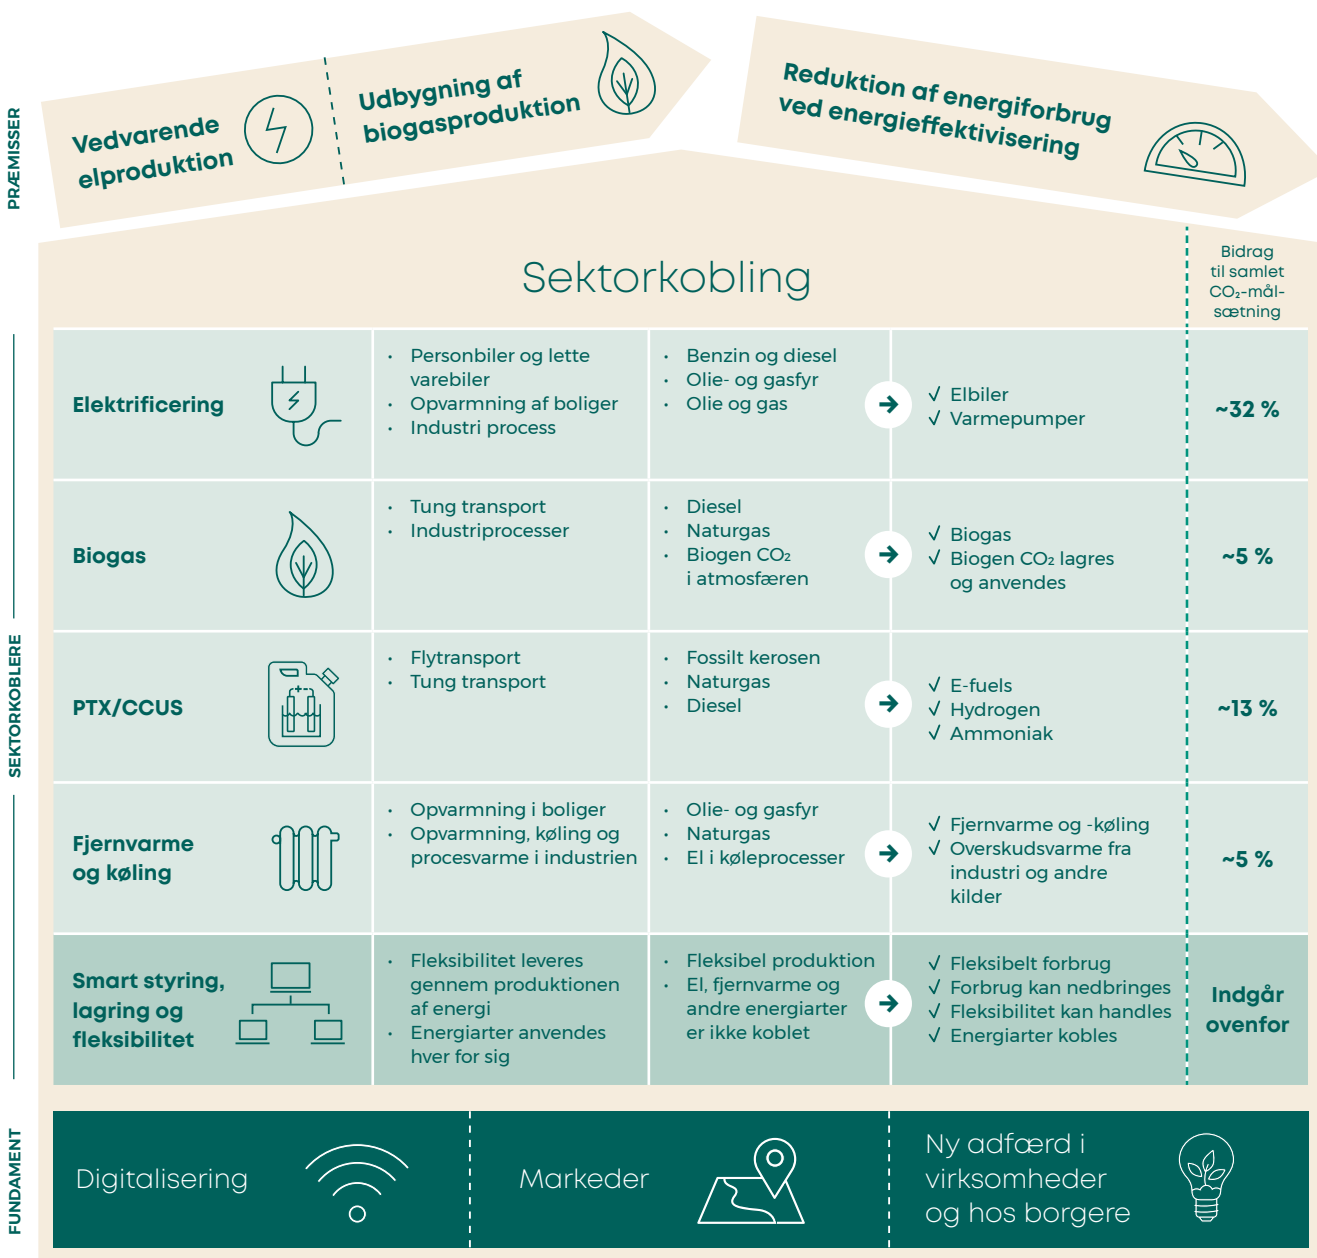 PRÆMISSER
Vedvarende
elproduktion
Udbygning af
biogasproduktion
Reduktion af energiforbrug
ved energieffektivisering
Sektorkobling
Bidrag
til samlet
CO₂-mål-
sætning
SEKTORKOBLERE
Elektrificering
• Personbiler og lette
varebiler
• Opvarmning af boliger
• Industri process
• Benzin og diesel
• Olie- og gasfyr
• Olie og gas
√ Elbiler
√ Varmepumper
~32 %
Biogas
• Tung transport
• Industriprocesser
• Diesel
• Naturgas
• Biogen CO₂
i atmosfæren
√ Biogas
√ Biogen CO₂ lagres
og anvendes
~5 %
PTX/CCUS
• Flytransport
• Tung transport
• Fossilt kerosen
• Naturgas
• Diesel
√ E-fuels
√ Hydrogen
√ Ammoniak
~13 %
Fjernvarme
og køling
• Opvarmning i boliger
• Opvarmning, køling og
procesvarme i industrien
• Olie- og gasfyr
• Naturgas
• El i køleprocesser
√ Fjernvarme og -køling
√ Overskudsvarme fra
industri og andre
kilder
~5 %
Smart styring,
lagring og
fleksibilitet
• Fleksibilitet leveres
gennem produktionen
af energi
• Energiarter anvendes
hver for sig
• Fleksibel produktion
• El, fjernvarme og
andre energiarter
er ikke koblet
√ Fleksibelt forbrug
√ Forbrug kan nedbringes
√ Fleksibilitet kan handles
√ Energiarter kobles
Indgår
ovenfor
FUNDAMENT
Digitalisering
Markeder
Ny adfærd i
virksomheder
og hos borgere